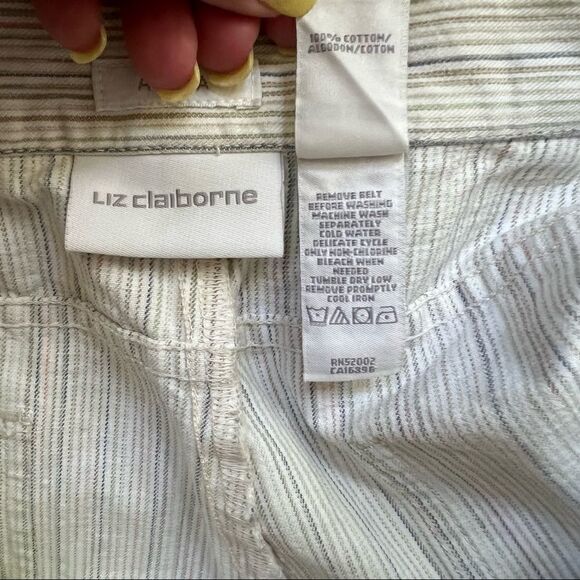 100% COTTON/
ALGODON/COTON
LIZ claiborne
REMOVE BELT
BEFORE WASHING
MACHINE WASH
SEPARATELY
COLD WATER
DELICATE CYCLE
ONLY NON-CHLORINE
BLEACH WHEN
NEEDED
TUMBLE DRY LOW
REMOVE PROMPTLY
COOL IRON
RN52002
CA16396